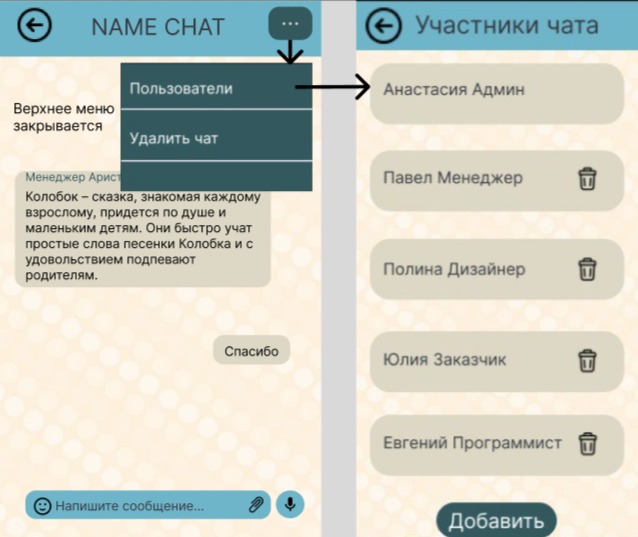 NAME CHAT
...
Пользователи
Удалить чат
Верхнее меню
закрывается
Менеджер Арист
Колобок – сказка, знакомая каждому
взрослому, придется по душе и
маленьким детям. Они быстро учат
простые слова песенки Колобка и с
удовольствием подпевают
родителям.
Спасибо
Напишите сообщение...
Участники чата
Анастасия Админ
Павел Менеджер
Полина Дизайнер
Юлия Заказчик
Евгений Программист
Добавить